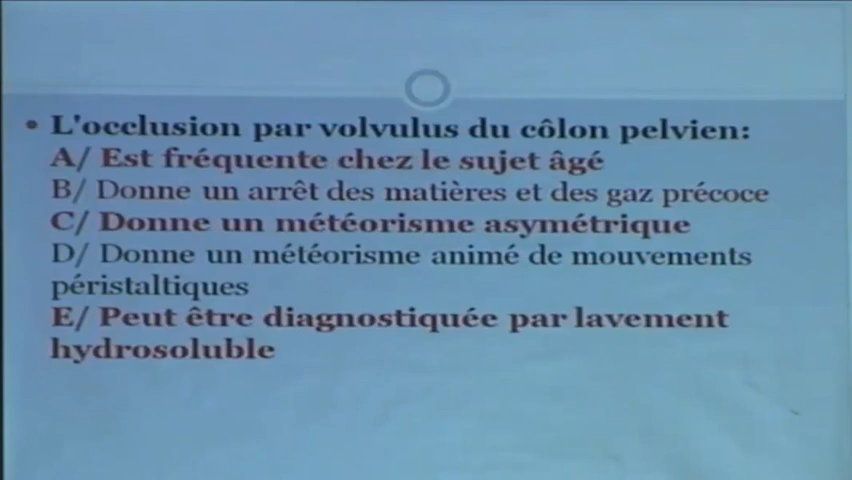 • L'occlusion par volvulus du côlon pelvien:
A/ Est fréquente chez le sujet âgé
B/ Donne un arrêt des matières et des gaz précoce
C/ Donne un météorisme asymétrique
D/ Donne un météorisme animé de mouvements
péristaltiques
E/ Peut être diagnostiquée par lavement
hydrosoluble